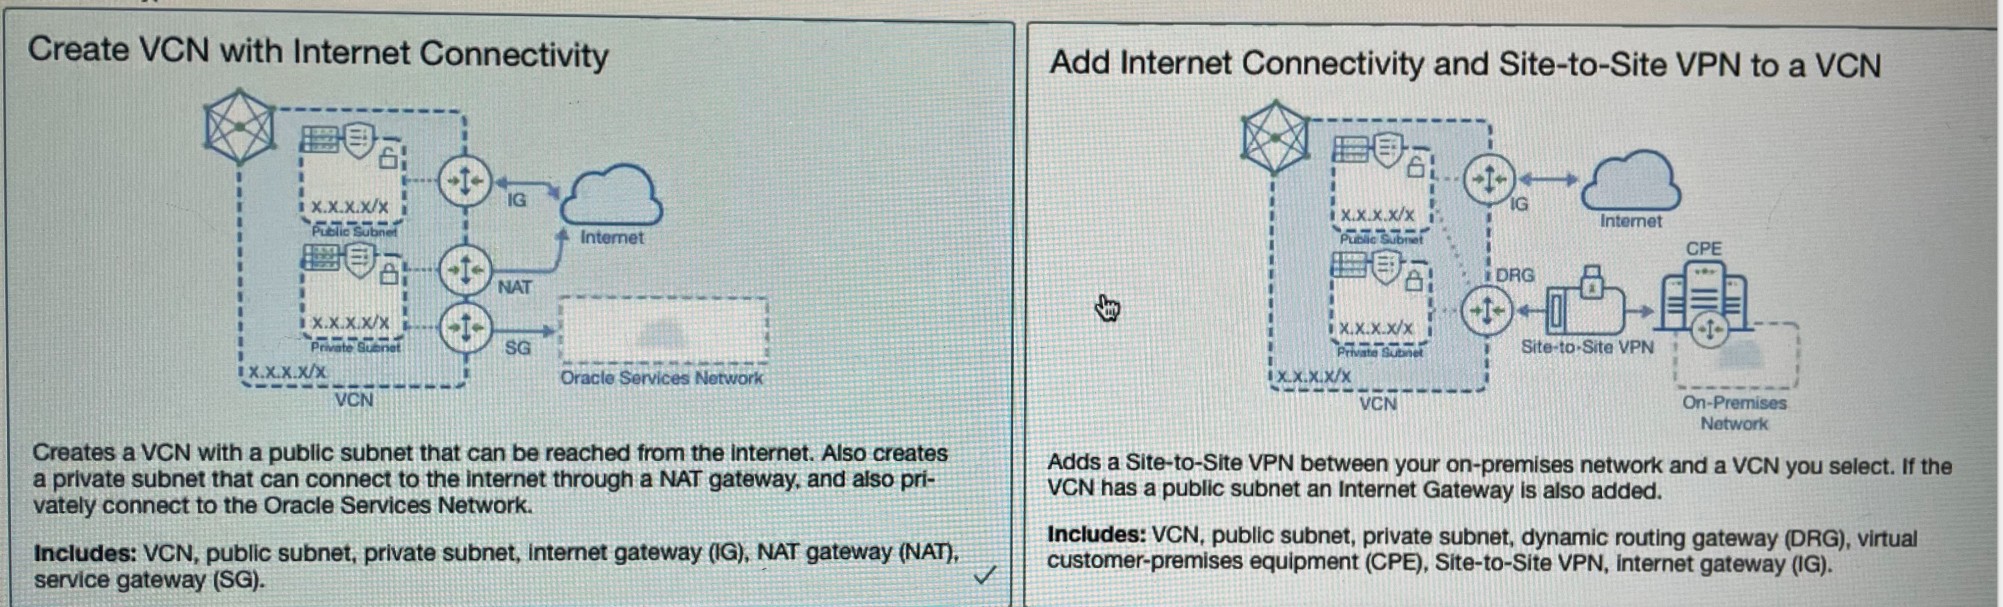 Create VCN with Internet Connectivity
IG
Internet
x.x.x.x/x
Public Subnet
NAT
x.x.x.x/x
Private Subnet
SG
x.x.x.x/x
Oracle Services Network
VCN
Creates a VCN with a public subnet that can be reached from the internet. Also creates
a private subnet that can connect to the internet through a NAT gateway, and also pri-
vately connect to the Oracle Services Network.
Includes: VCN, public subnet, private subnet, internet gateway (IG), NAT gateway (NAT),
service gateway (SG).
Add Internet Connectivity and Site-to-Site VPN to a VCN
IG
Internet
x.x.x.x/x
Public Subnet
CPE
DRG
x.x.x.x/x
Private Subnet
Site-to-Site VPN
x.x.x.x/x
VCN
On-Premises
Network
Adds a Site-to-Site VPN between your on-premises network and a VCN you select. If the
VCN has a public subnet an Internet Gateway is also added.
Includes: VCN, public subnet, private subnet, dynamic routing gateway (DRG), virtual
customer-premises equipment (CPE), Site-to-Site VPN, internet gateway (IG).